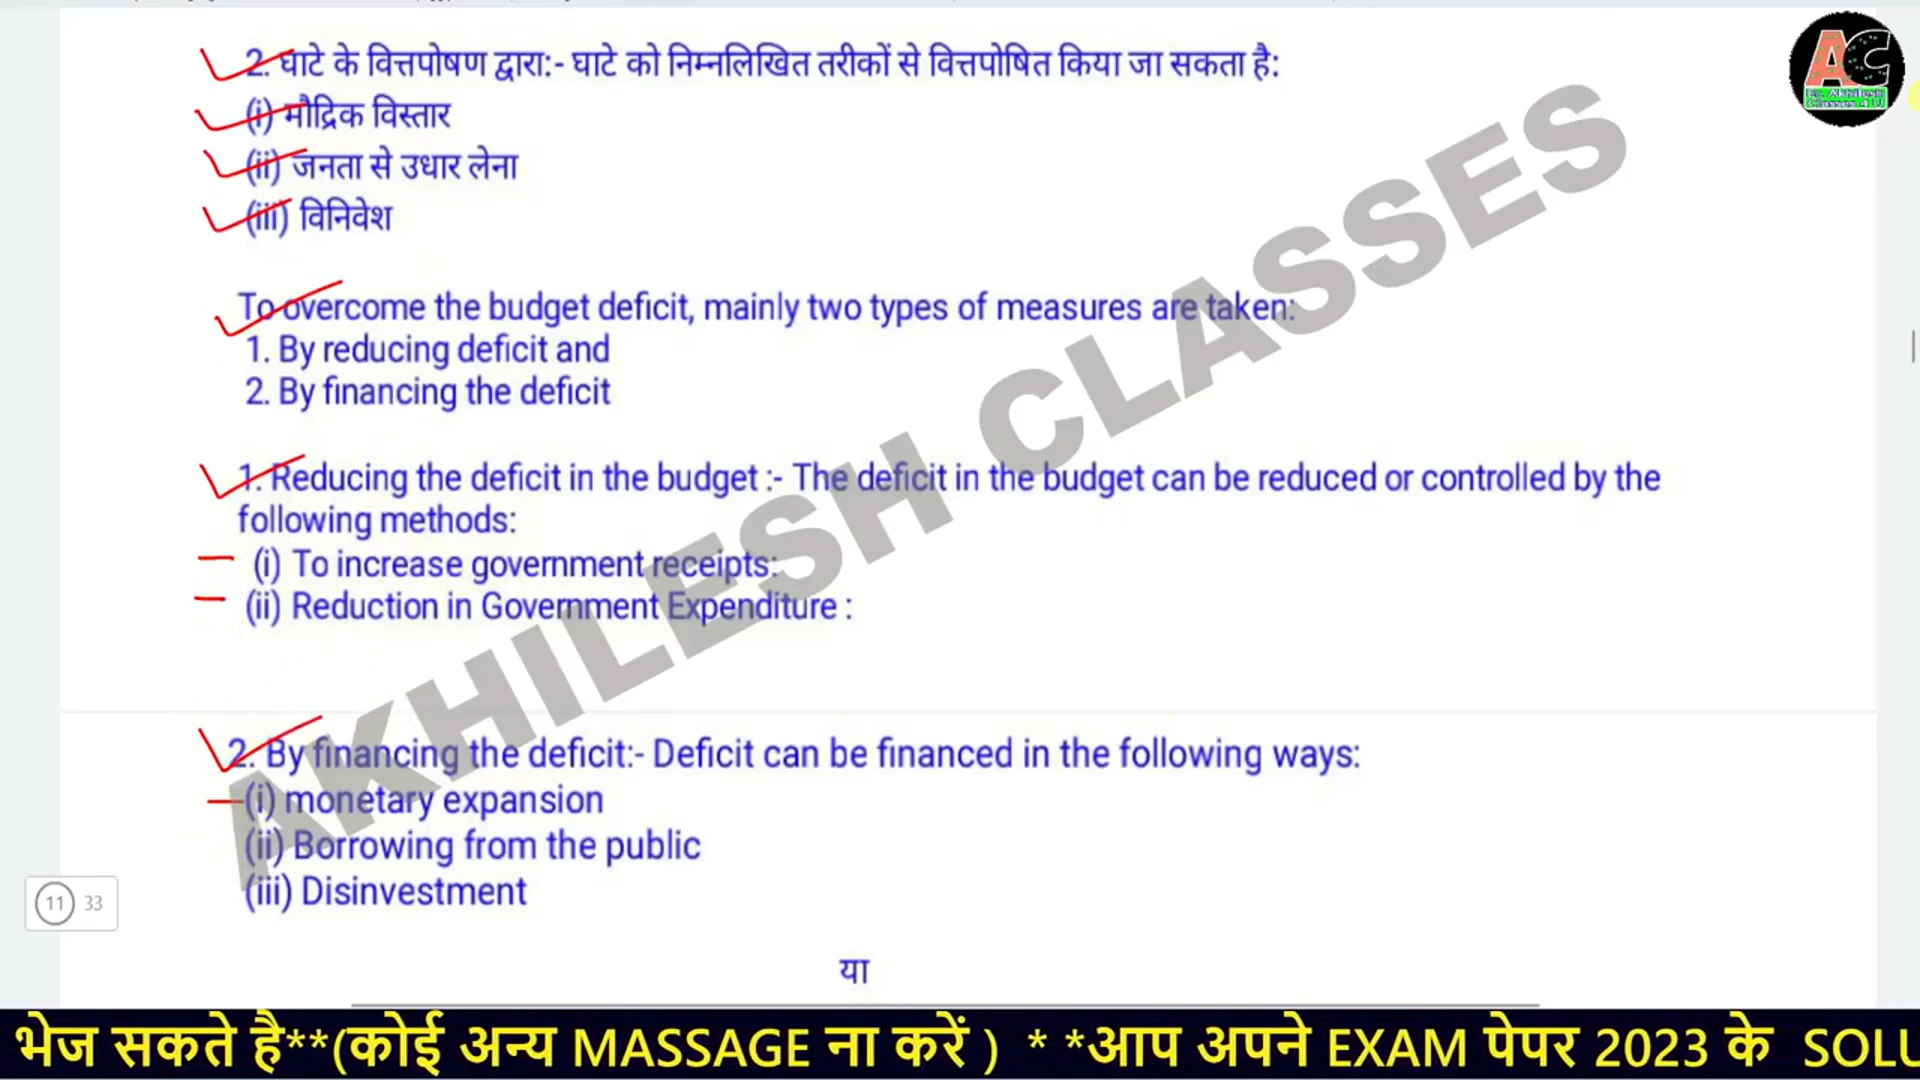 2. घाटे के वित्तपोषण द्वारा:- घाटे को निम्नलिखित तरीकों से वित्तपोषित किया जा सकता है:
(i) मौद्रिक विस्तार
(ii) जनता से उधार लेना
(iii) विनिवेश
To overcome the budget deficit, mainly two types of measures are taken:
1. By reducing deficit and
2. By financing the deficit
1. Reducing the deficit in the budget :- The deficit in the budget can be reduced or controlled by the
following methods:
(i) To increase government receipts:
(ii) Reduction in Government Expenditure :
2. By financing the deficit:- Deficit can be financed in the following ways:
(i) monetary expansion
(ii) Borrowing from the public
(iii) Disinvestment
या
AKHILESH CLASSES
AC
By. Akhilesh
Classes 4 U
11 33
भेज सकते है**(कोई अन्य MASSAGE ना करें ) * *आप अपने EXAM पेपर 2023 के SOLU